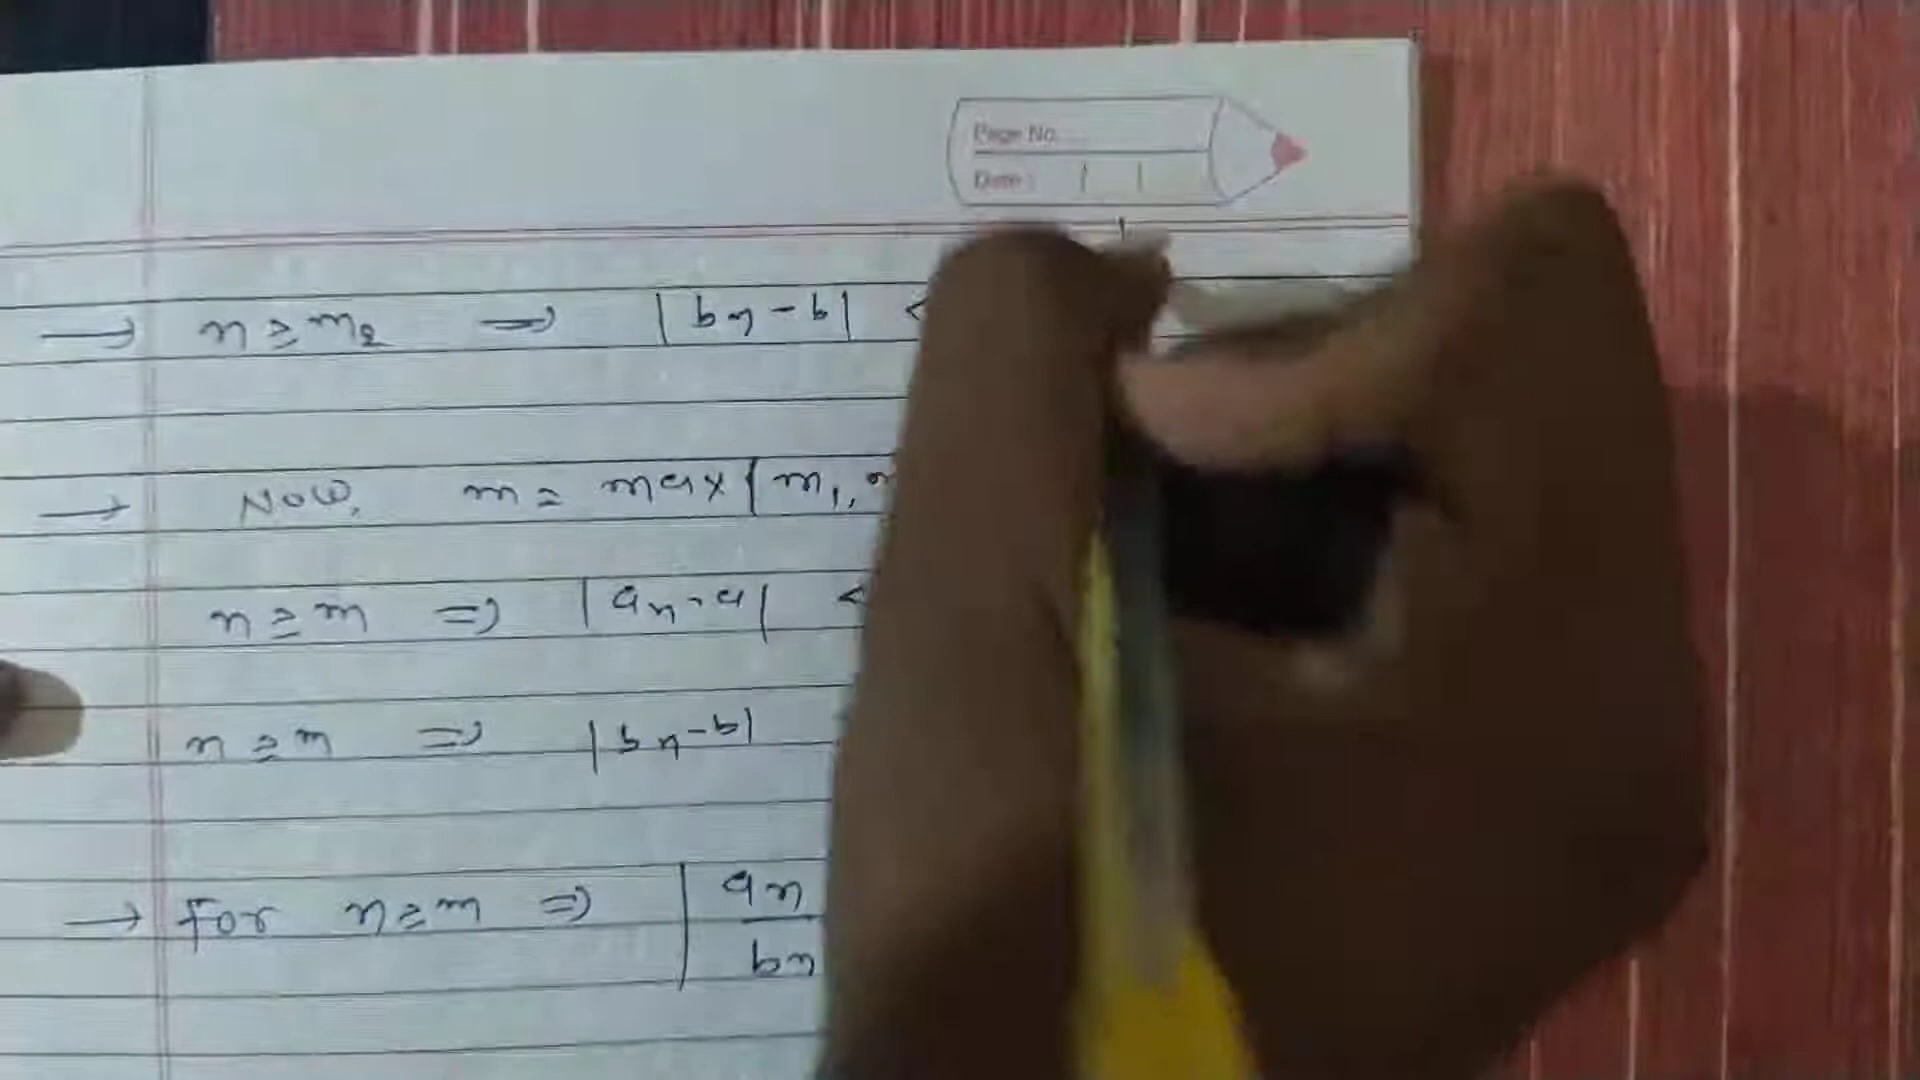 Page No.....
Date :
→ n ≥ m₂ ⇒ |bn - b| <
→ Now, m = max{m₁,
n ≥ m ⇒ |an - a| <
n ≥ m ⇒ |bn - b|
→ For n ≥ m ⇒ | an
bn